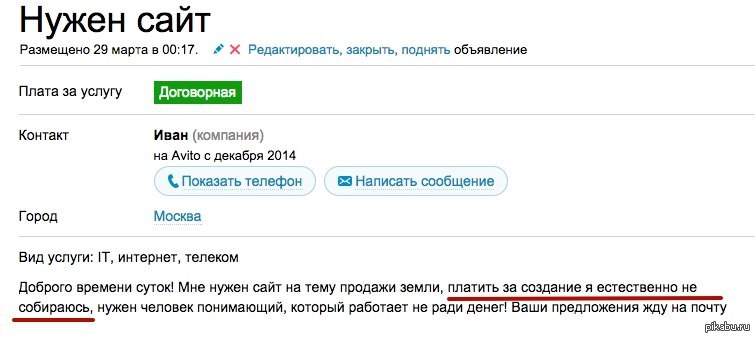 Нужен сайт
Размещено 29 марта в 00:17. Редактировать, закрыть, поднять объявление
Плата за услугу Договорная
Контакт Иван (компания)
на Avito с декабря 2014
Показать телефон Написать сообщение
Город Москва
Вид услуги: IT, интернет, телеком
Доброго времени суток! Мне нужен сайт на тему продажи земли, платить за создание я естественно не
собираюсь, нужен человек понимающий, который работает не ради денег! Ваши предложения жду на почту
pikabu.ru